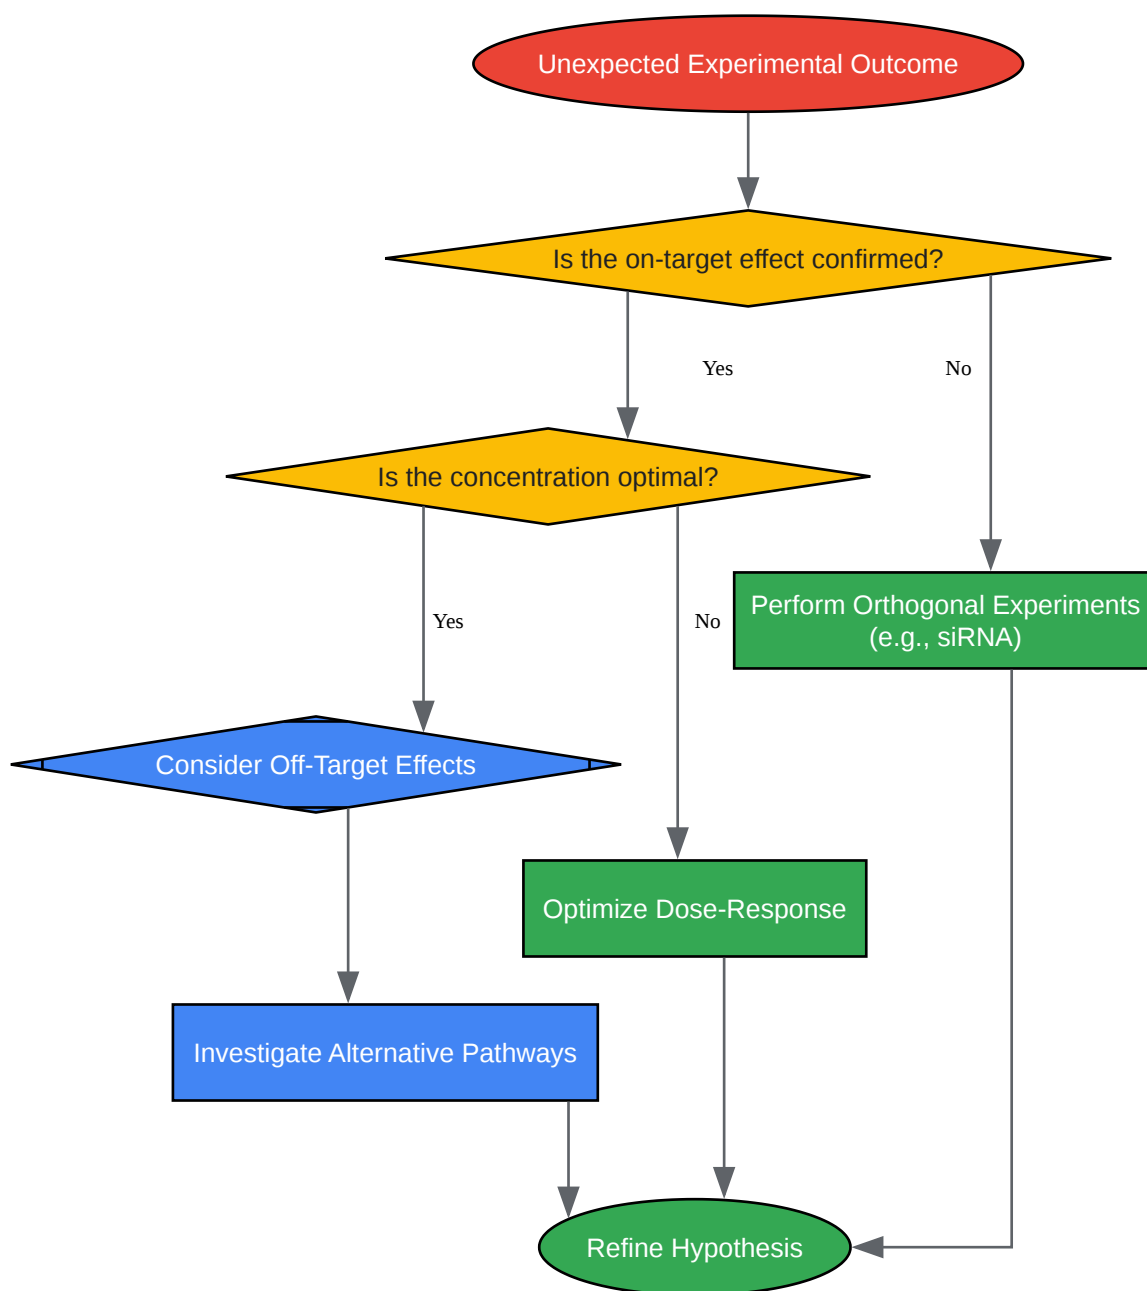 Unexpected Experimental Outcome
Is the on-target effect confirmed?
Yes
No
Is the concentration optimal?
Yes
No
Perform Orthogonal Experiments
(e.g., siRNA)
Consider Off-Target Effects
Optimize Dose-Response
Investigate Alternative Pathways
Refine Hypothesis